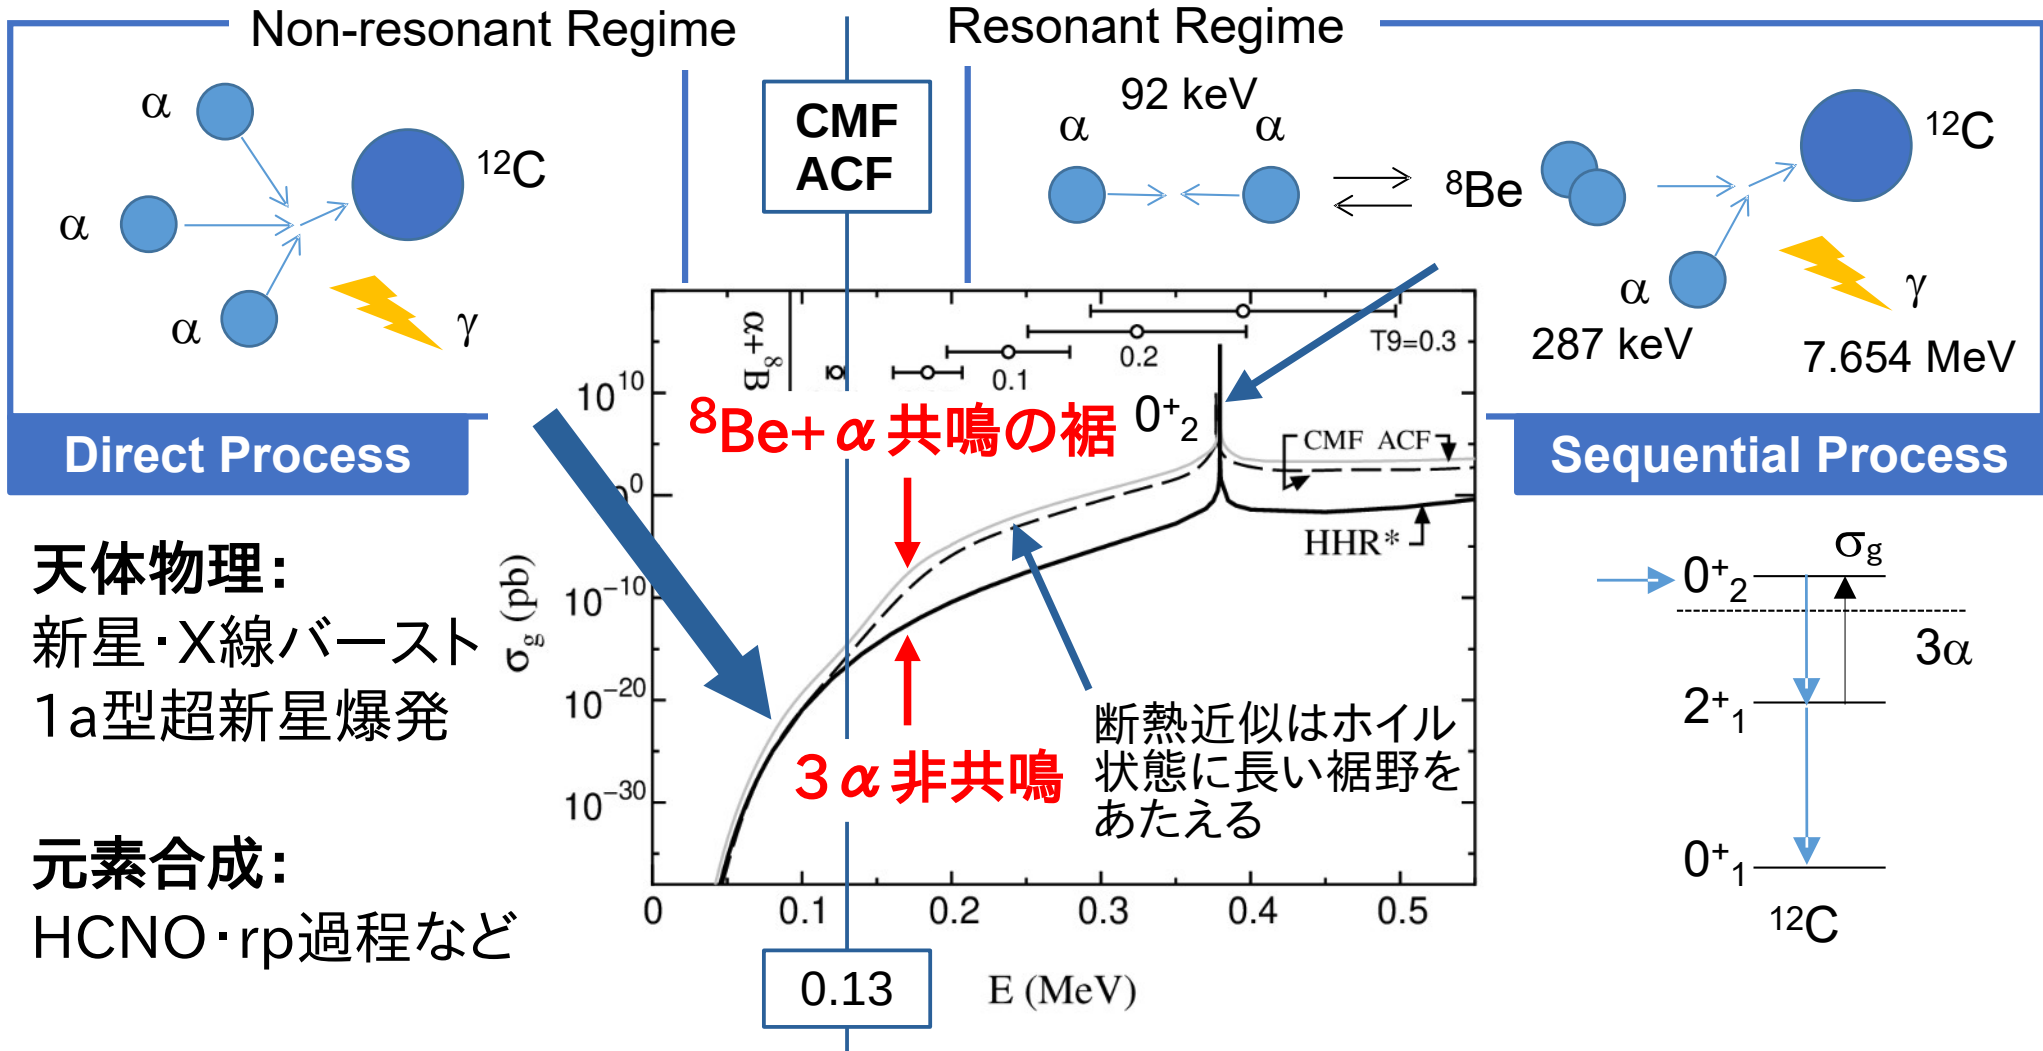 Non-resonant Regime
Resonant Regime
α
α
α
¹²C
γ
Direct Process
CMF
ACF
92 keV
α
α
⁸Be
¹²C
α
γ
287 keV
7.654 MeV
Sequential Process
天体物理:
新星・X線バースト
1a型超新星爆発
元素合成:
HCNO・rp過程など
α+⁸B
0.1
0.2
T9=0.3
⁸Be+α共鳴の裾
0⁺₂
CMF ACF
HHR*
3α非共鳴
断熱近似はホイル
状態に長い裾野を
あたえる
σg (pb)
10¹⁰
10⁻¹⁰
10⁻²⁰
10⁻³⁰
0
0.1
0.2
0.3
0.4
0.5
0.13
E (MeV)
σg
0⁺₂
3α
2⁺₁
0⁺₁
¹²C